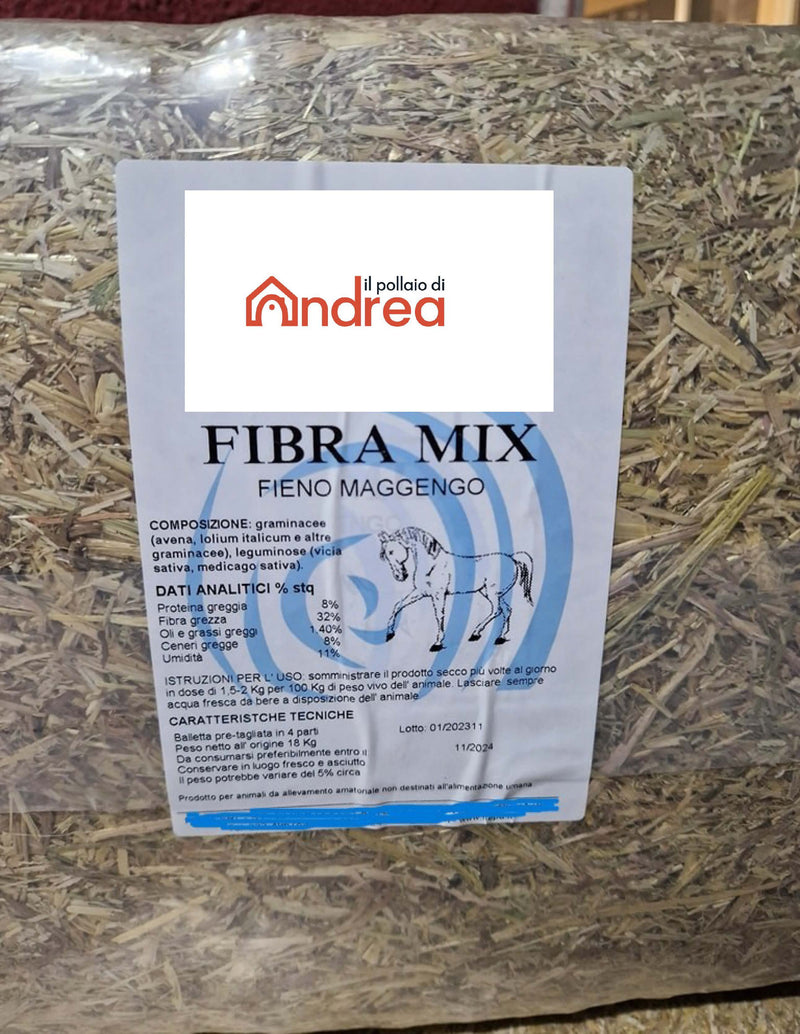 il pollaio di
Andrea
FIBRA MIX
FIENO MAGGENGO
COMPOSIZIONE: graminacee
(avena, lolium italicum e altre
graminacee), leguminose (vicia
sativa, medicago sativa).
DATI ANALITICI % stq
Proteina greggia 8%
Fibra grezza 32%
Oli e grassi greggi 1,40%
Ceneri gregge 8%
Umidità 11%
ISTRUZIONI PER L' USO: somministrare il prodotto secco più volte al giorno
in dose di 1,5-2 Kg per 100 Kg di peso vivo dell' animale. Lasciare sempre
acqua fresca da bere a disposizione dell' animale
CARATTERISTCHE TECNICHE
Balletta pre-tagliata in 4 parti
Peso netto all' origine 18 Kg
Lotto: 01/202311
Da consumarsi preferibilmente entro il 11/2024
Conservare in luogo fresco e asciutto
Il peso potrebbe variare del 5% circa
Prodotto per animali da allevamento amatoriale non destinati all'alimentazione umana